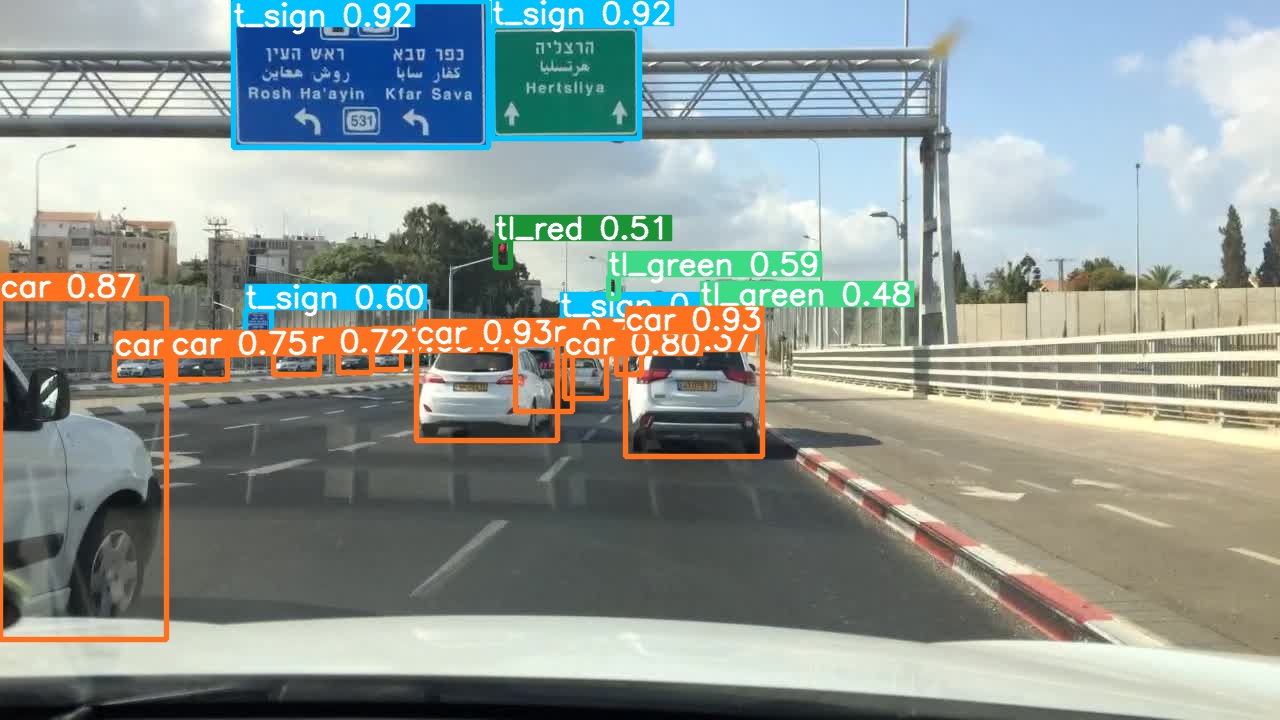 t_sign 0.92
t_sign 0.92
ראש העין
כפר סבא
روش هعاين
كفار سابا
Rosh Ha'ayin
Kfar Sava
531
הרצליה
هرتسليا
Hertsliya
tl_red 0.51
tl_green 0.59
tl_green 0.48
car 0.87
t_sign 0.60
t_sign
car
car 0.75
0.72
car 0.93
car 0.93
car 0.80